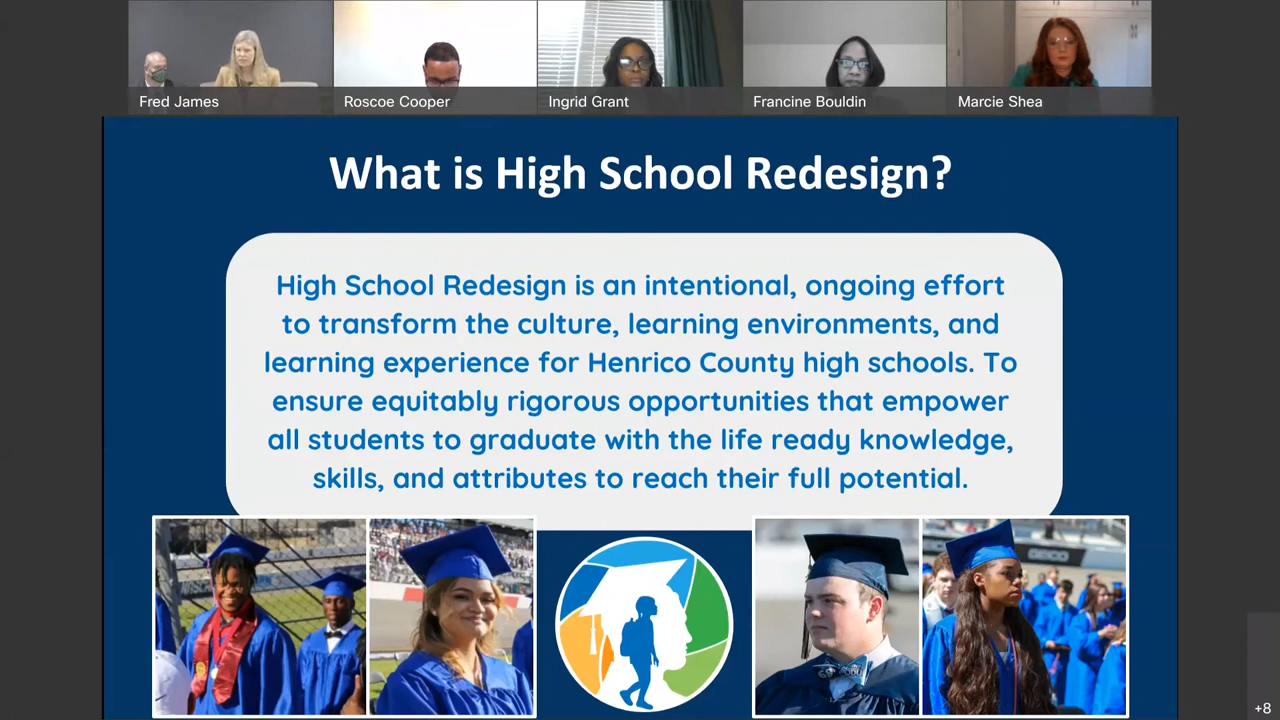 Fred James
Roscoe Cooper
Ingrid Grant
Francine Bouldin
Marcie Shea
What is High School Redesign?
High School Redesign is an intentional, ongoing effort
to transform the culture, learning environments, and
learning experience for Henrico County high schools. To
ensure equitably rigorous opportunities that empower
all students to graduate with the life ready knowledge,
skills, and attributes to reach their full potential.
GEICO
+8